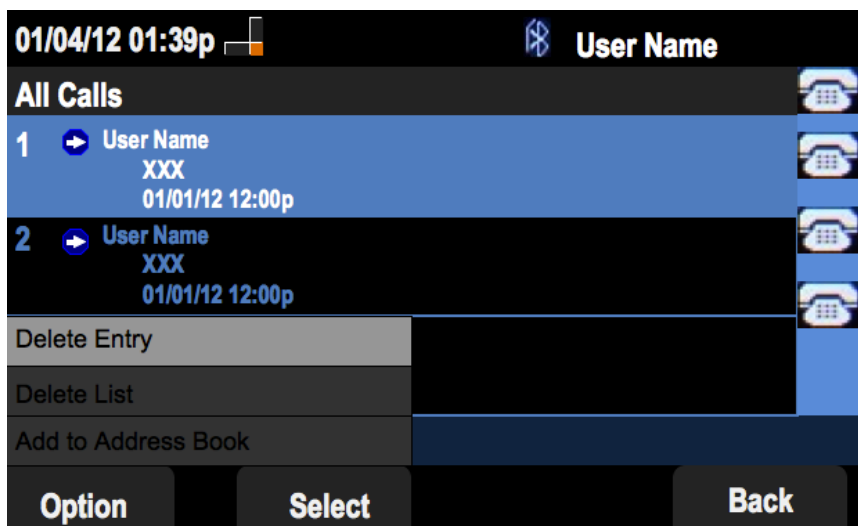 01/04/12 01:39p
User Name
All Calls
1 User Name
XXX
01/01/12 12:00p
2 User Name
XXX
01/01/12 12:00p
Delete Entry
Delete List
Add to Address Book
Option Select Back